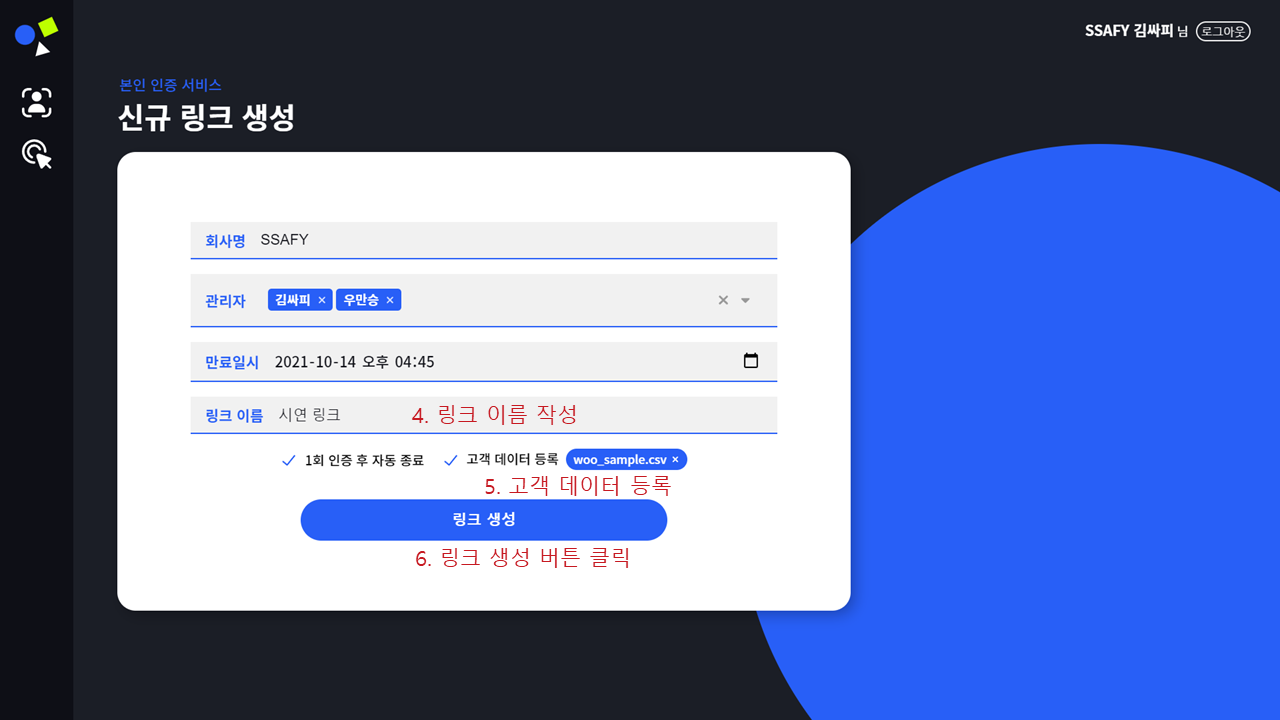 SSAFY 김싸피 님 로그아웃
본인 인증 서비스
신규 링크 생성
회사명 SSAFY
관리자 김싸피 × 우만승 ×
만료일시 2021-10-14 오후 04:45
링크 이름 시연 링크 4. 링크 이름 작성
1회 인증 후 자동 종료 고객 데이터 등록 woo_sample.csv ×
5. 고객 데이터 등록
링크 생성
6. 링크 생성 버튼 클릭